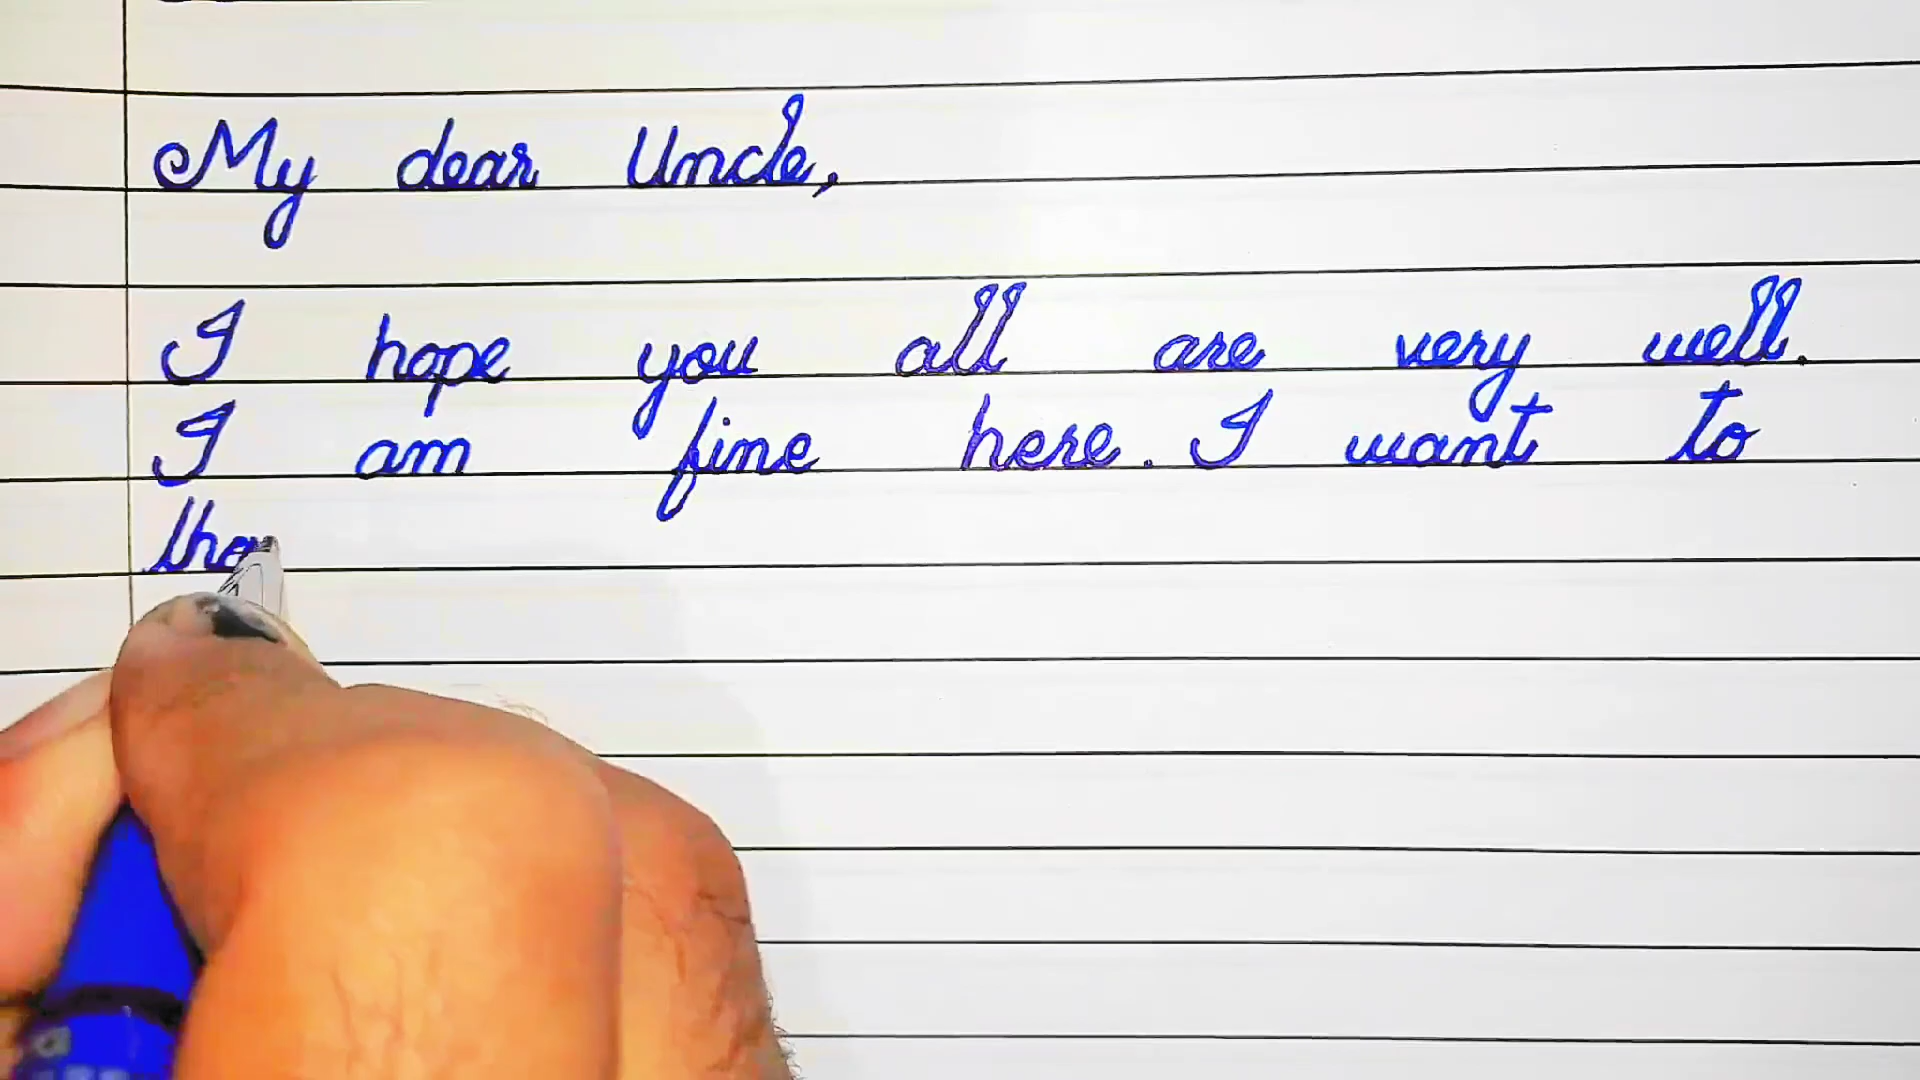 My dear Uncle,
I hope you all are very well.
I am fine here. I want to